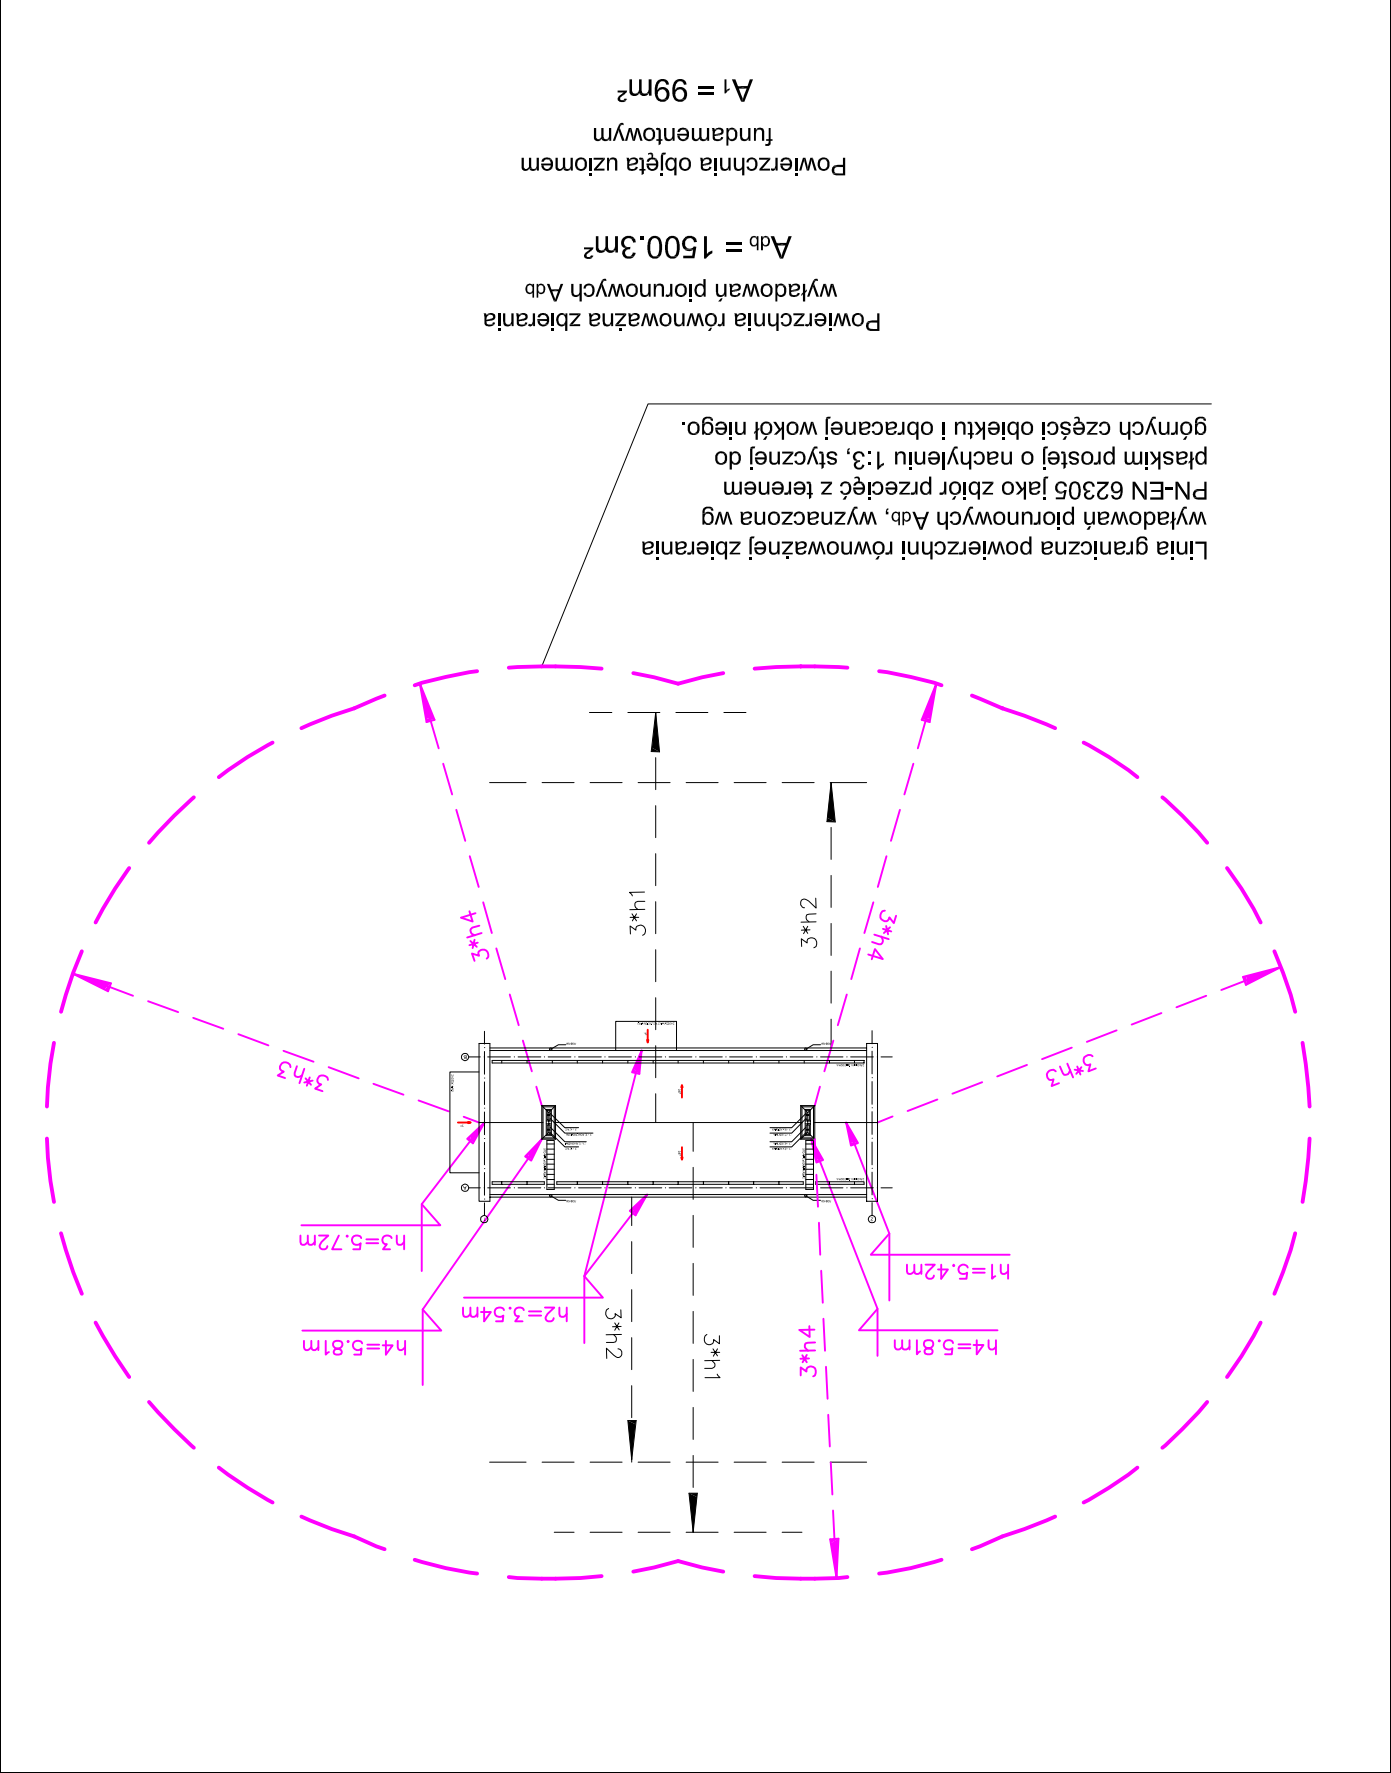 3*h4
h4=5.81m
h4=5.81m
h1=5.42m
3*h1
3*h2
h2=3.54m
h3=5.72m
3*h3
3*h3
3*h4
3*h2
3*h1
3*h4
Linia graniczna powierzchni równoważnej zbierania
wyładowań piorunowych Adb, wyznaczona wg
PN-EN 62305 jako zbiór przecięć z terenem
płaskim prostej o nachyleniu 1:3, stycznej do
górnych części obiektu i obracanej wokół niego.
Powierzchnia równoważna zbierania
wyładowań piorunowych Adb
Adb = 1500.3m²
Powierzchnia objęta uziomem
fundamentowym
A1 = 99m²